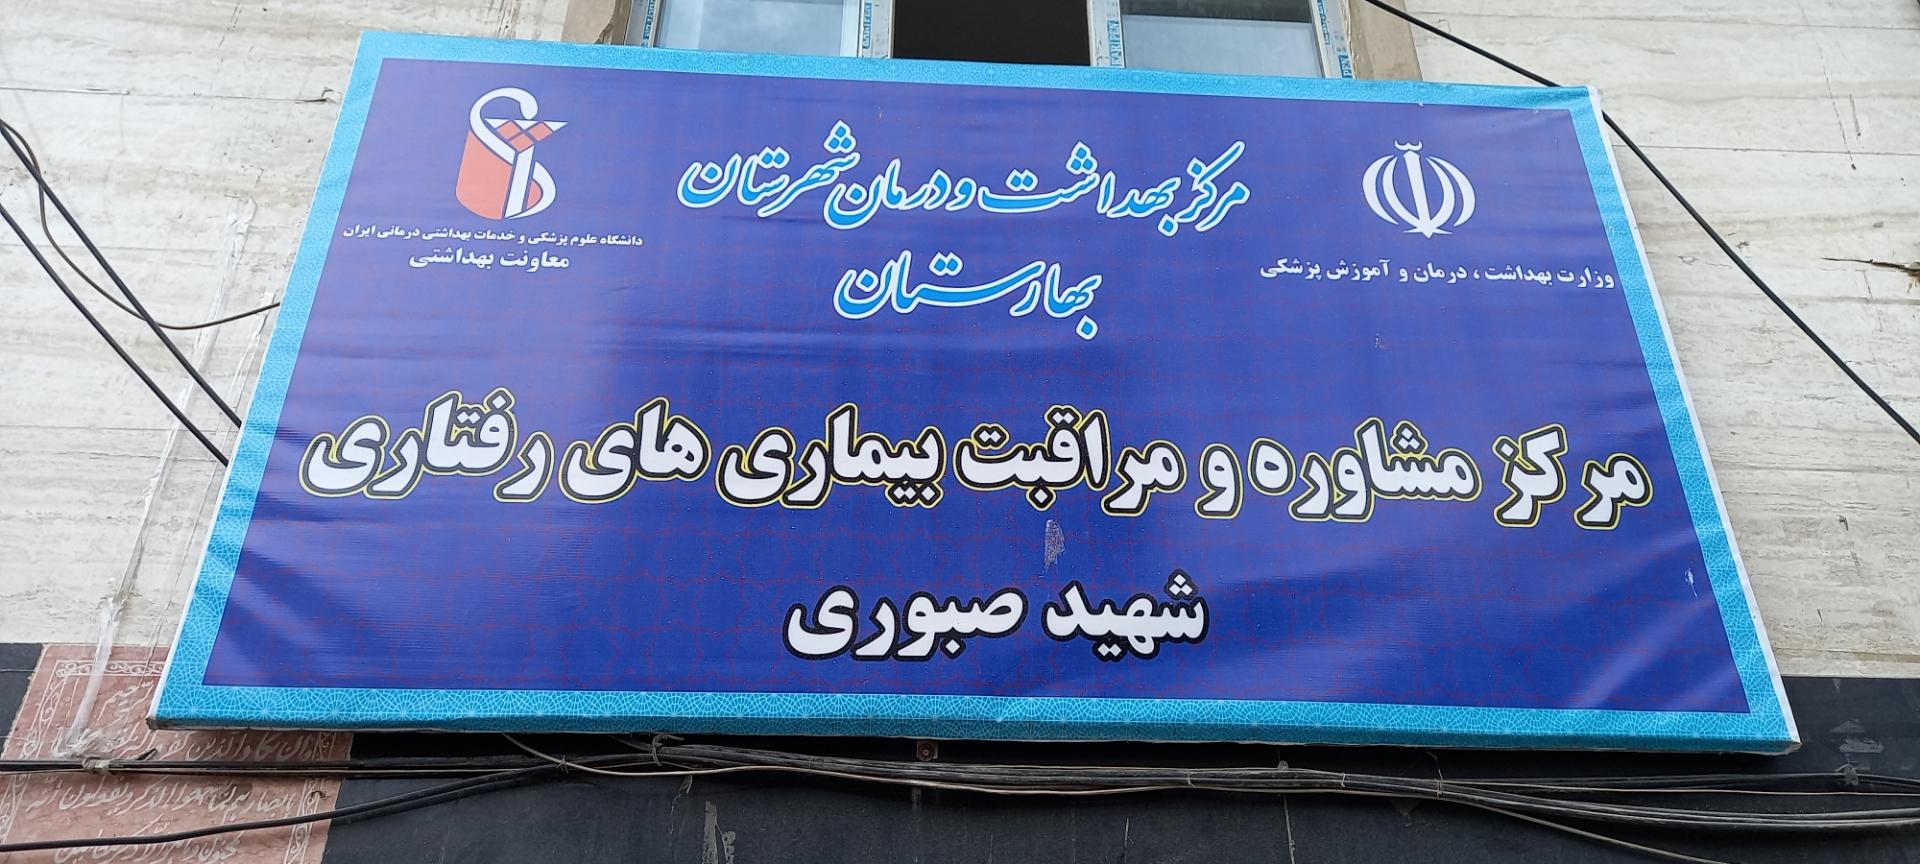 مرکز بهداشت و درمان شهرستان
بهارستان
وزارت بهداشت ، درمان و آموزش پزشکی
دانشگاه علوم پزشکی و خدمات بهداشتی درمانی ایران
معاونت بهداشتی
مرکز مشاوره و مراقبت بیماری های رفتاری
شهید صبوری